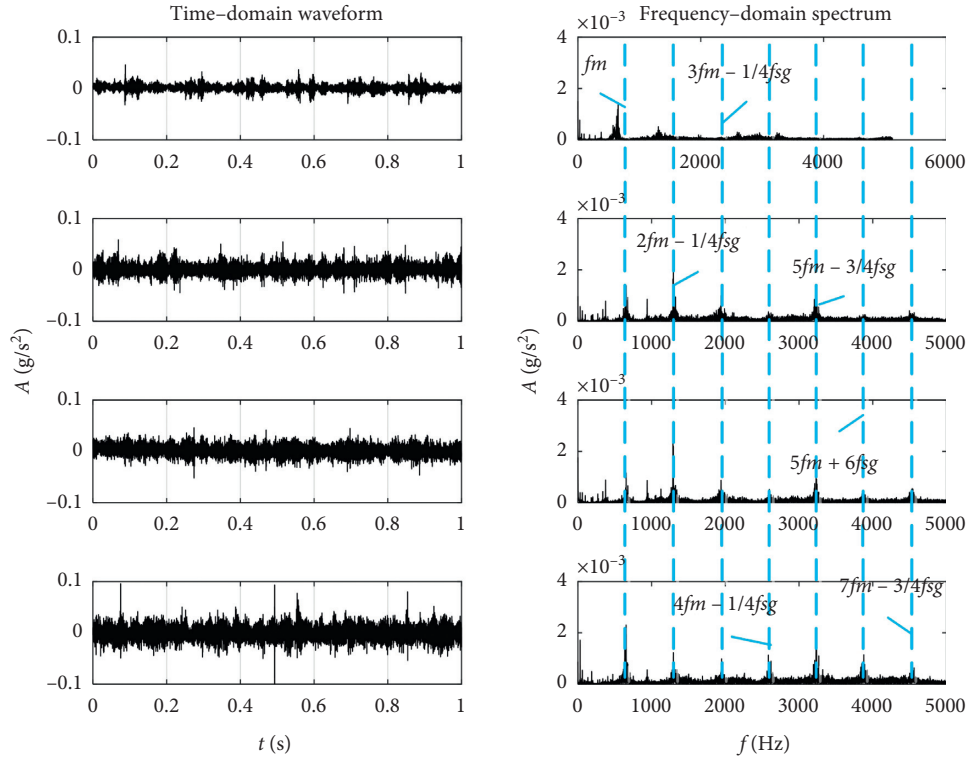 Time–domain waveform
0.1
0
–0.1
0 0.2 0.4 0.6 0.8 1
0.1
0
–0.1
0 0.2 0.4 0.6 0.8 1
0.1
0
–0.1
0 0.2 0.4 0.6 0.8 1
0.1
0
–0.1
0 0.2 0.4 0.6 0.8 1
A (g/s²)
t (s)
Frequency–domain spectrum
×10⁻³
4
2
0
fm
3fm – 1/4fsg
0 2000 4000 6000
×10⁻³
4
2
0
2fm – 1/4fsg
5fm – 3/4fsg
0 1000 2000 3000 4000 5000
×10⁻³
4
2
0
5fm + 6fsg
0 1000 2000 3000 4000 5000
×10⁻³
4
2
0
7fm – 3/4fsg
4fm – 1/4fsg
0 1000 2000 3000 4000 5000
A (g/s²)
f (Hz)